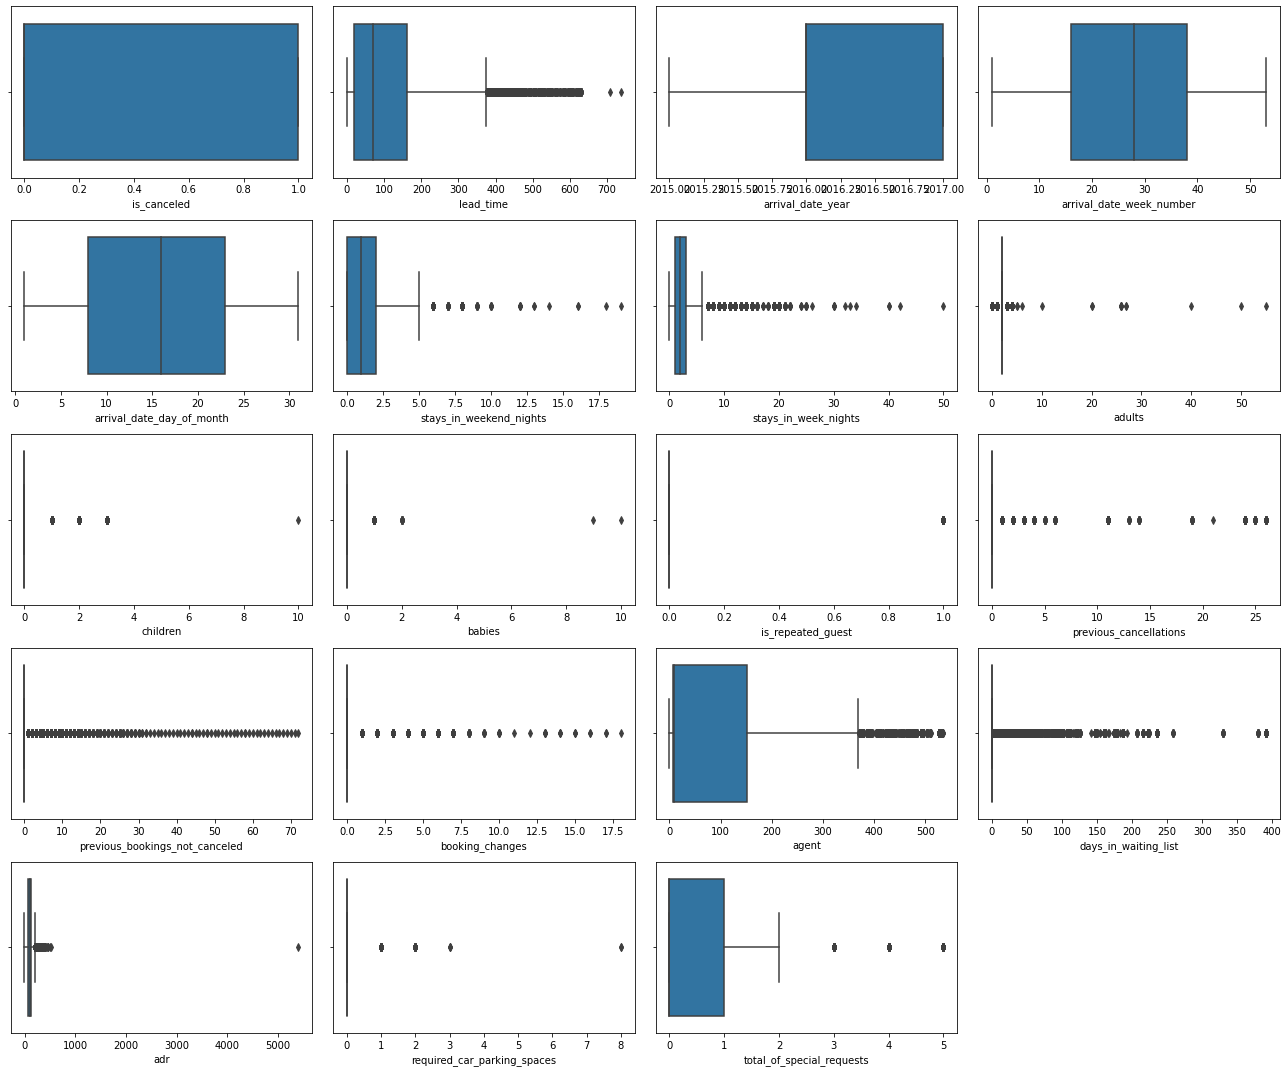 0.0 0.2 0.4 0.6 0.8 1.0
is_canceled
0 100 200 300 400 500 600 700
lead_time
2015.00 2015.25 2015.50 2015.75 2016.00 2016.25 2016.50 2016.75 2017.00
arrival_date_year
0 10 20 30 40 50
arrival_date_week_number
0 5 10 15 20 25 30
arrival_date_day_of_month
0.0 2.5 5.0 7.5 10.0 12.5 15.0 17.5
stays_in_weekend_nights
0 10 20 30 40 50
stays_in_week_nights
0 10 20 30 40 50
adults
0 2 4 6 8 10
children
0 2 4 6 8 10
babies
0.0 0.2 0.4 0.6 0.8 1.0
is_repeated_guest
0 5 10 15 20 25
previous_cancellations
0 10 20 30 40 50 60 70
previous_bookings_not_canceled
0.0 2.5 5.0 7.5 10.0 12.5 15.0 17.5
booking_changes
0 100 200 300 400 500
agent
0 50 100 150 200 250 300 350 400
days_in_waiting_list
0 1000 2000 3000 4000 5000
adr
0 1 2 3 4 5 6 7 8
required_car_parking_spaces
0 1 2 3 4 5
total_of_special_requests